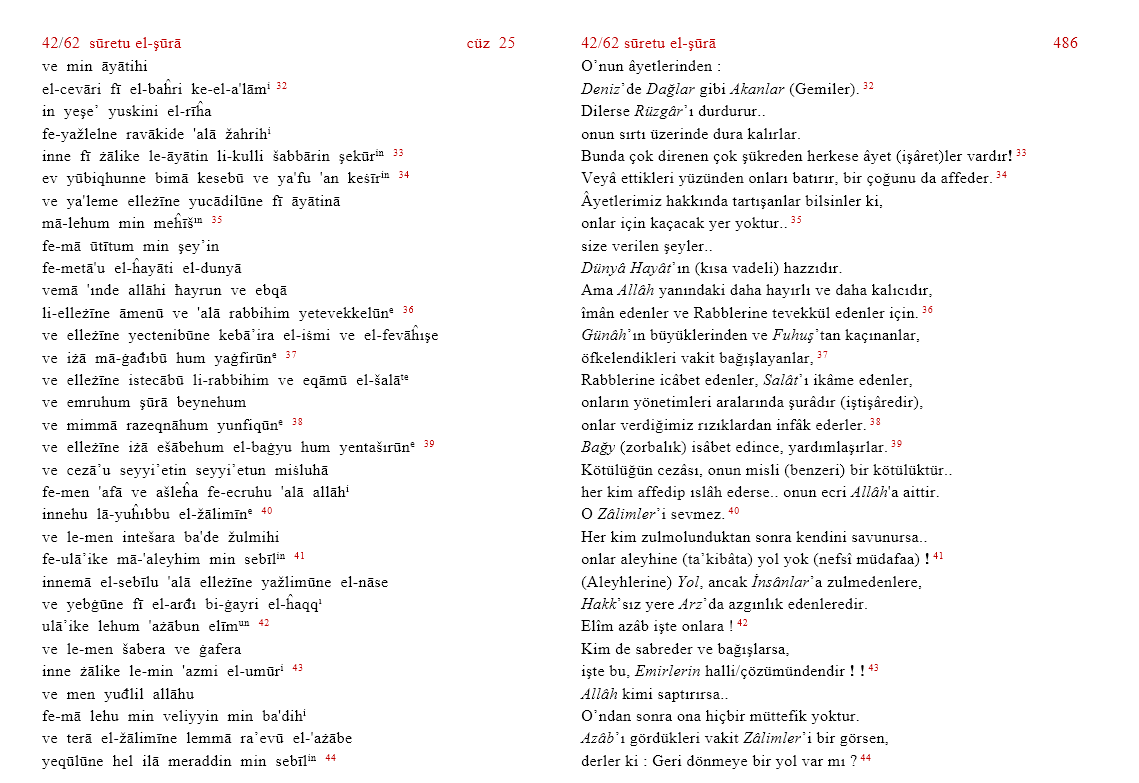 42/62 sūretu el-şūrā cüz 25
ve min āyātihi
el-cevāri fī el-baĥri ke-el-a'lāmⁱ 32
in yeşe’ yuskini el-rīĥa
fe-yažlelne ravākide 'alā žahrihⁱ
inne fī żālike le-āyātin li-kulli šabbārin şekūrⁱⁿ 33
ev yūbiqhunne bimā kesebū ve ya'fu 'an keśīrⁱⁿ 34
ve ya'leme elleżīne yucādilūne fī āyātinā
mā-lehum min meĥīšᶦⁿ 35
fe-mā ūtītum min şey’in
fe-metā'u el-ĥayāti el-dunyā
vemā 'ınde allāhi ħayrun ve ebqā
li-elleżīne āmenū ve 'alā rabbihim yetevekkelūnᵉ 36
ve elleżīne yectenibūne kebā’ira el-iśmi ve el-fevāĥışe
ve iżā mā-ġađıbū hum yaġfirūnᵉ 37
ve elleżīne istecābū li-rabbihim ve eqāmū el-šalāᵗᵉ
ve emruhum şūrā beynehum
ve mimmā razeqnāhum yunfiqūnᵉ 38
ve elleżīne iżā ešābehum el-baġyu hum yentaširūnᵉ 39
ve cezā’u seyyi’etin seyyi’etun miśluhā
fe-men 'afā ve ašleĥa fe-ecruhu 'alā allāhⁱ
innehu lā-yuĥıbbu el-žālimīnᵉ 40
ve le-men intešara ba'de žulmihi
fe-ulā’ike mā-'aleyhim min sebīlⁱⁿ 41
innemā el-sebīlu 'alā elleżīne yažlimūne el-nāse
ve yebġūne fī el-arđı bi-ġayri el-ĥaqqᶦ
ulā’ike lehum 'ażābun elīmᵘⁿ 42
ve le-men šabera ve ġafera
inne żālike le-min 'azmi el-umūrⁱ 43
ve men yuđlil allāhu
fe-mā lehu min veliyyin min ba'dihⁱ
ve terā el-žālimīne lemmā ra’evū el-'ażābe
yeqūlūne hel ilā meraddin min sebīlⁱⁿ 44
42/62 sūretu el-şūrā 486
O’nun âyetlerinden :
Deniz’de Dağlar gibi Akanlar (Gemiler). 32
Dilerse Rüzgâr’ı durdurur..
onun sırtı üzerinde dura kalırlar.
Bunda çok direnen çok şükreden herkese âyet (işâret)ler vardır! 33
Veyâ ettikleri yüzünden onları batırır, bir çoğunu da affeder. 34
Âyetlerimiz hakkında tartışanlar bilsinler ki,
onlar için kaçacak yer yoktur.. 35
size verilen şeyler..
Dünyâ Hayât’ın (kısa vadeli) hazzıdır.
Ama Allâh yanındaki daha hayırlı ve daha kalıcıdır,
îmân edenler ve Rabblerine tevekkül edenler için. 36
Günâh’ın büyüklerinden ve Fuhuş’tan kaçınanlar,
öfkelendikleri vakit bağışlayanlar, 37
Rabblerine icâbet edenler, Salât’ı ikâme edenler,
onların yönetimleri aralarında şurâdır (iştişâredir),
onlar verdiğimiz rızıklardan infâk ederler. 38
Bağy (zorbalık) isâbet edince, yardımlaşırlar. 39
Kötülüğün cezâsı, onun misli (benzeri) bir kötülüktür..
her kim affedip ıslâh ederse.. onun ecri Allâh'a aittir.
O Zâlimler’i sevmez. 40
Her kim zulmolunduktan sonra kendini savunursa..
onlar aleyhine (ta’kibâta) yol yok (nefsî müdafaa) ! 41
(Aleyhlerine) Yol, ancak İnsânlar’a zulmedenlere,
Hakk’sız yere Arz’da azgınlık edenleredir.
Elîm azâb işte onlara ! 42
Kim de sabreder ve bağışlarsa,
işte bu, Emirlerin halli/çözümündendir ! ! 43
Allâh kimi saptırırsa..
O’ndan sonra ona hiçbir müttefik yoktur.
Azâb’ı gördükleri vakit Zâlimler’i bir görsen,
derler ki : Geri dönmeye bir yol var mı ? 44